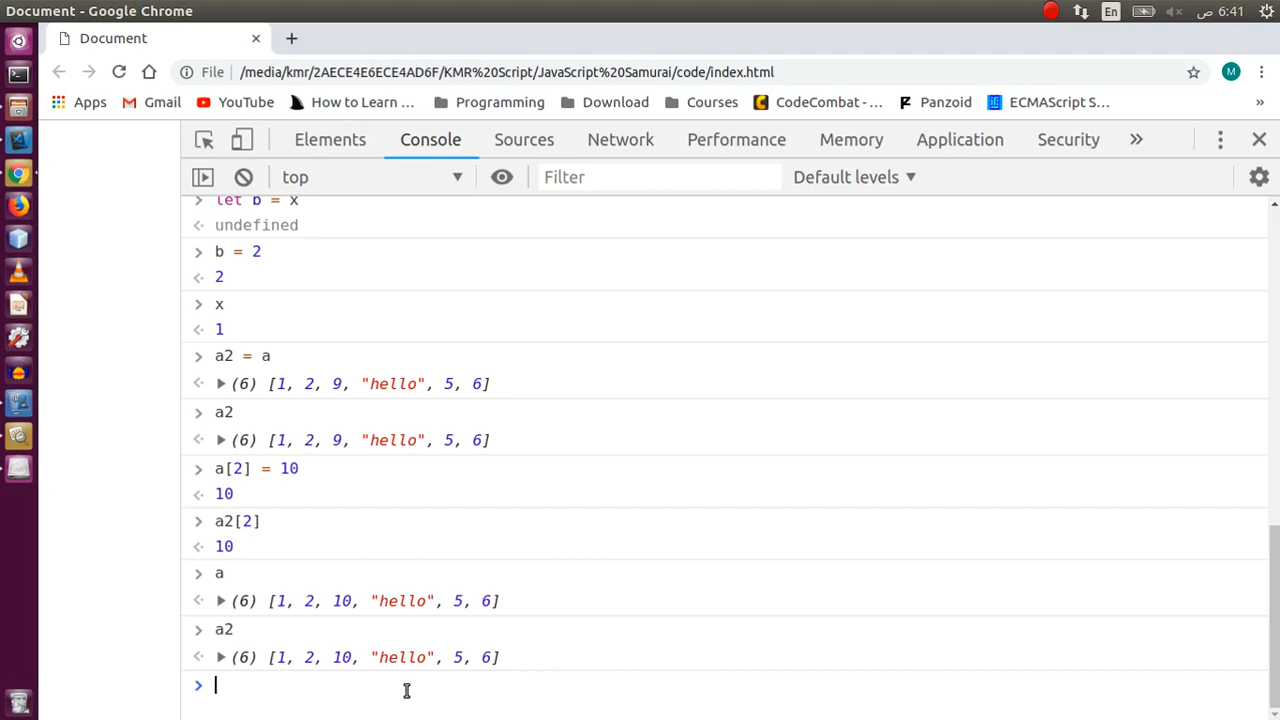 Document - Google Chrome
En
6:41 ص
Document
File
/media/kmr/2AECE4E6ECE4AD6F/KMR%20Script/JavaScript%20Samurai/code/index.html
M
Apps
Gmail
YouTube
How to Learn ...
Programming
Download
Courses
CodeCombat - ...
Panzoid
ECMAScript S...
»
Elements
Console
Sources
Network
Performance
Memory
Application
Security
»
top
Filter
Default levels
> let b = x
undefined
> b = 2
2
> x
1
> a2 = a
(6) [1, 2, 9, "hello", 5, 6]
> a2
(6) [1, 2, 9, "hello", 5, 6]
> a[2] = 10
10
> a2[2]
10
> a
(6) [1, 2, 10, "hello", 5, 6]
> a2
(6) [1, 2, 10, "hello", 5, 6]
>